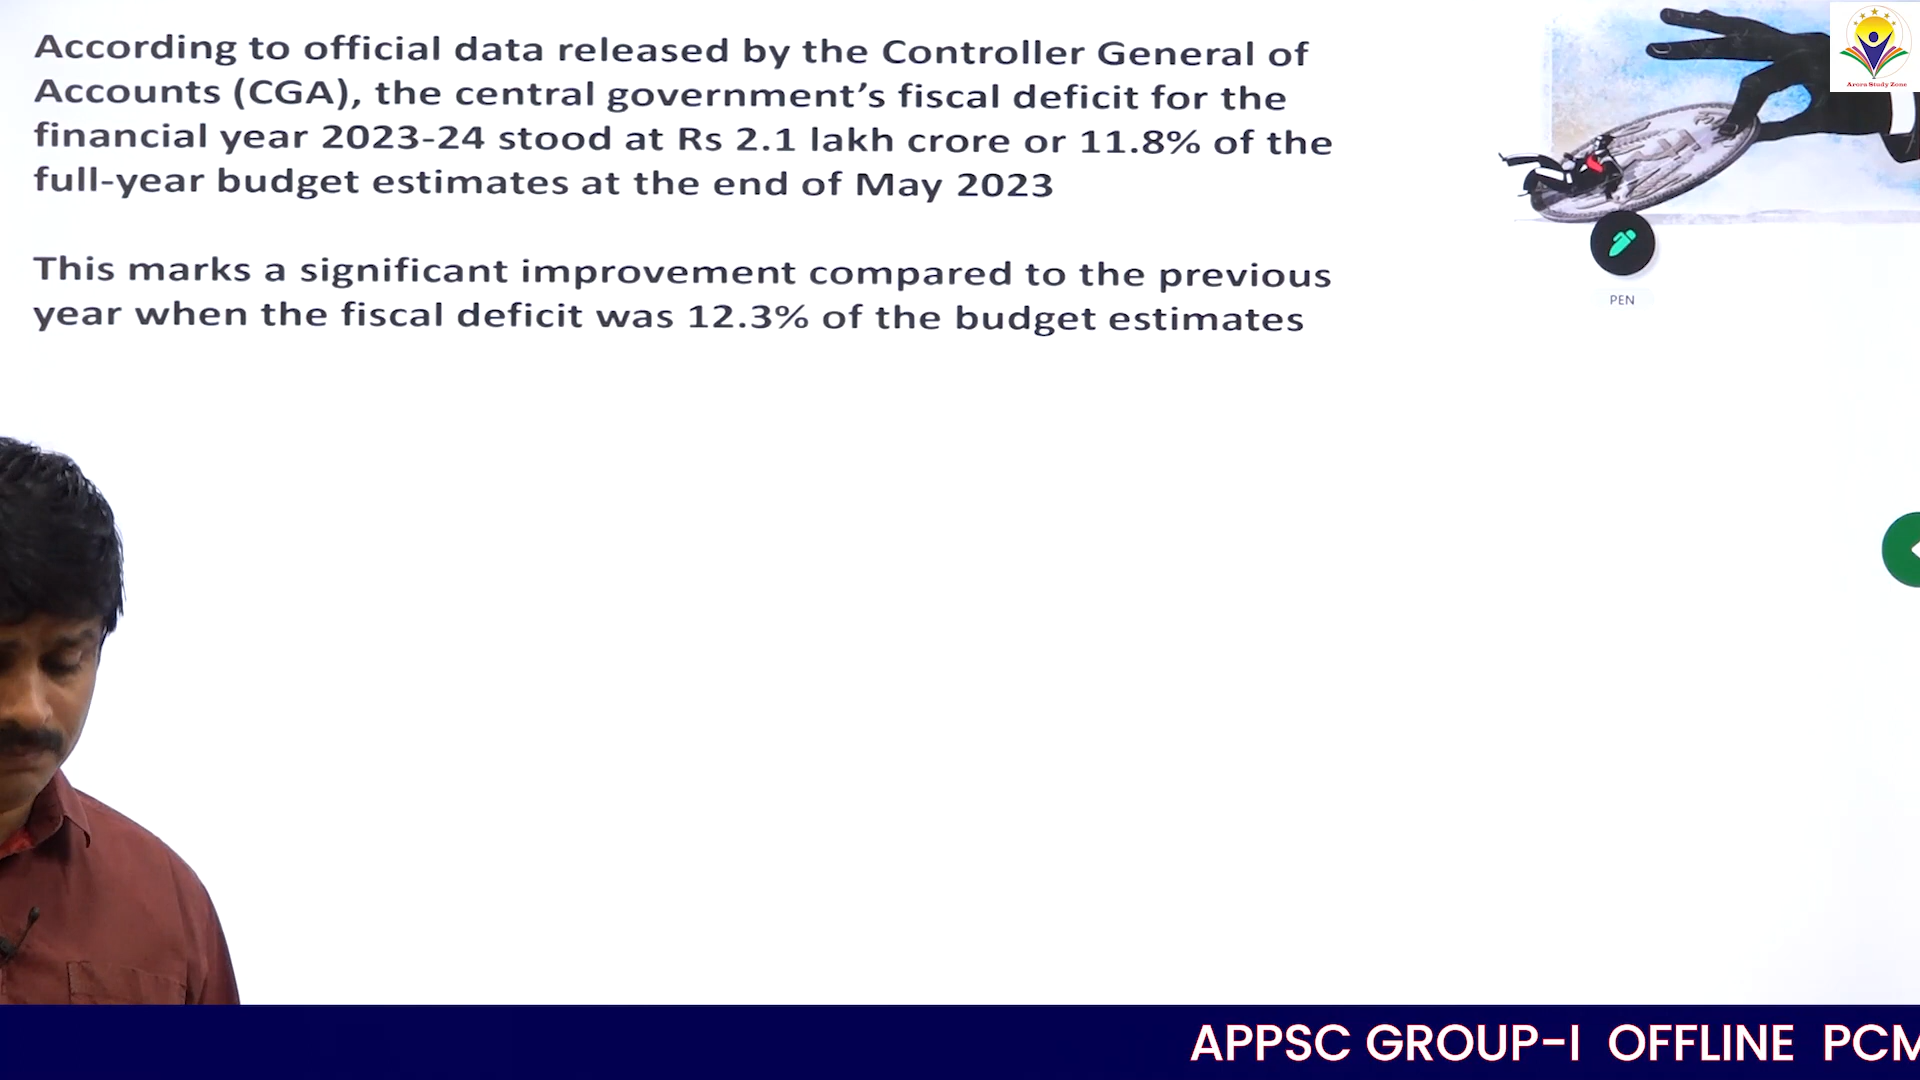 According to official data released by the Controller General of
Accounts (CGA), the central government’s fiscal deficit for the
financial year 2023-24 stood at Rs 2.1 lakh crore or 11.8% of the
full-year budget estimates at the end of May 2023
This marks a significant improvement compared to the previous
year when the fiscal deficit was 12.3% of the budget estimates
Arora Study Zone
PEN
APPSC GROUP-I OFFLINE PCM